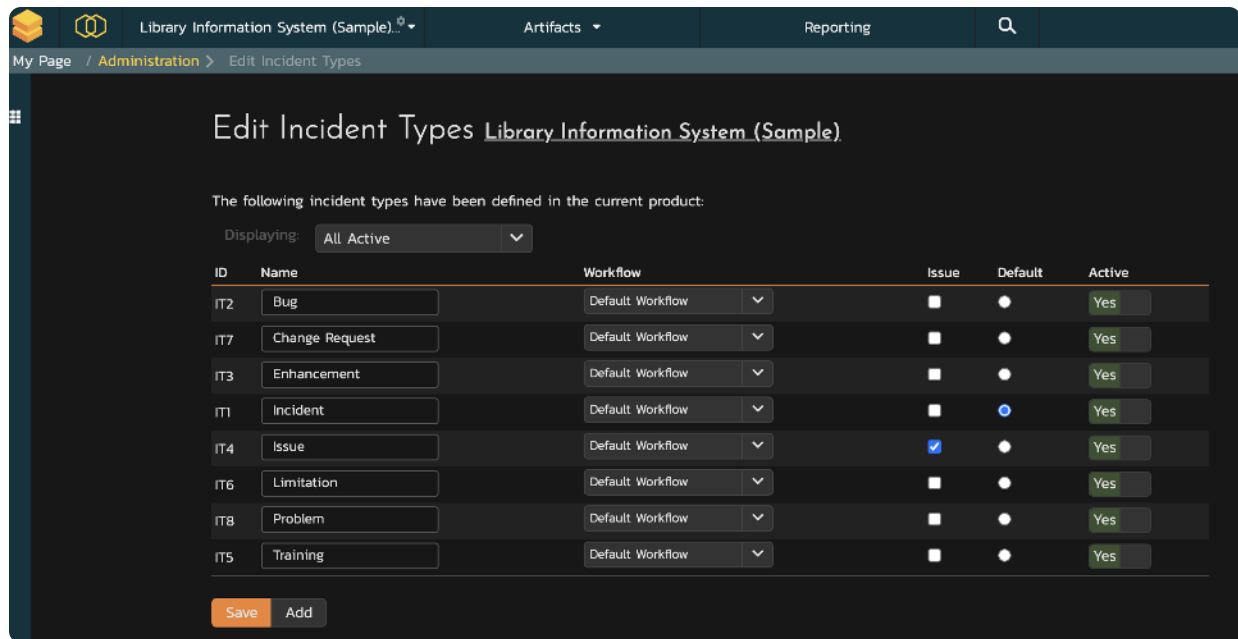 Library Information System (Sample)... Artifacts Reporting
My Page / Administration > Edit Incident Types
Edit Incident Types Library Information System (Sample)
The following incident types have been defined in the current product:
Displaying: All Active
ID Name Workflow Issue Default Active
IT2 Bug Default Workflow Yes
IT7 Change Request Default Workflow Yes
IT3 Enhancement Default Workflow Yes
IT1 Incident Default Workflow Yes
IT4 Issue Default Workflow Yes
IT6 Limitation Default Workflow Yes
IT8 Problem Default Workflow Yes
IT5 Training Default Workflow Yes
Save Add